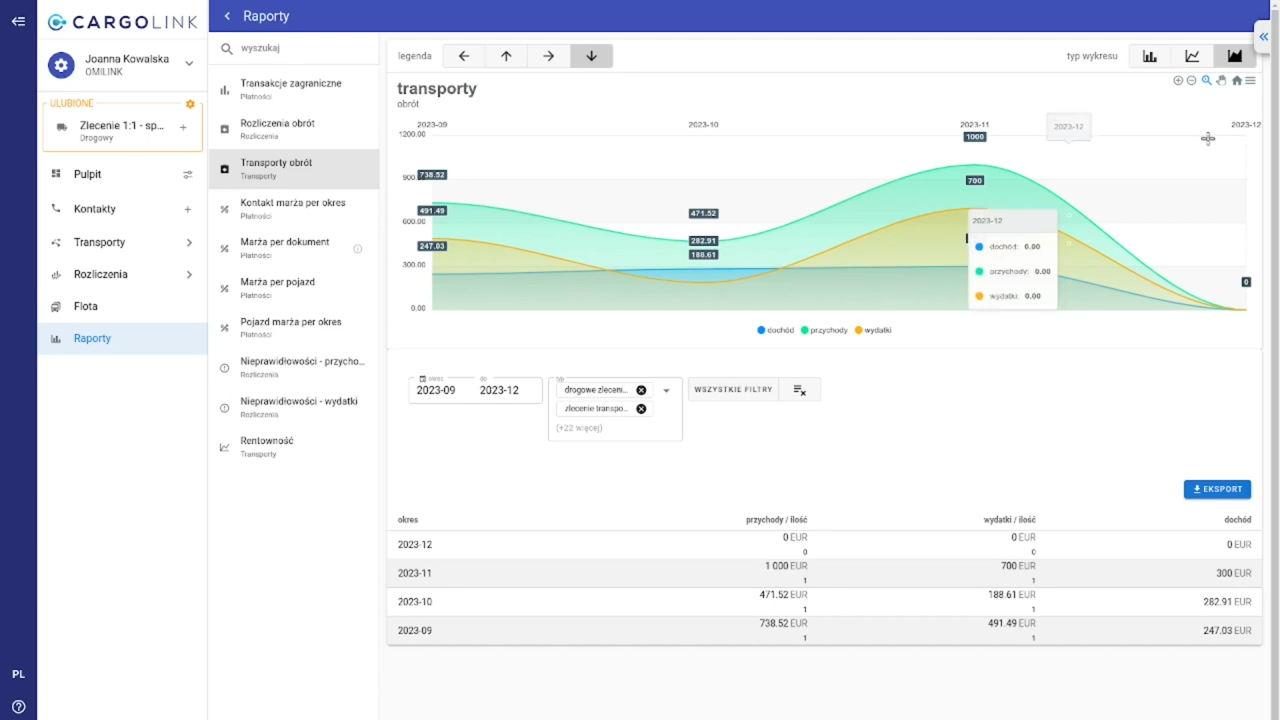 CARGOLINK
Raporty
Joanna Kowalska
OMILINK
ULUBIONE
Zlecenie 1:1 - sp...
Drogowy
Pulpit
Kontakty
Transporty
Rozliczenia
Flota
Raporty
PL
wyszukaj
Transakcje zagraniczne
Płatności
Rozliczenia obrót
Rozliczenia
Transporty obrót
Transporty
Kontakt marża per okres
Płatności
Marża per dokument
Płatności
Marża per pojazd
Płatności
Pojazd marża per okres
Płatności
Nieprawidłowości - przycho...
Rozliczenia
Nieprawidłowości - wydatki
Rozliczenia
Rentowność
Transporty
legenda
typ wykresu
transporty
obrót
2023-09 2023-10 2023-11 2023-12 2023-12
1200.00
900.
600.00
300.00
0.00
738.52
491.49
247.03
471.52
282.91
188.61
1000
700
0
2023-12
dochód: 0.00
przychody: 0.00
wydatki: 0.00
dochód przychody wydatki
okres do
2023-09 2023-12
typ
drogowe zleceni...
zlecenie transpo...
(+22 więcej)
WSZYSTKIE FILTRY
EKSPORT
okres przychody / ilość wydatki / ilość dochód
2023-12 0 EUR 0 EUR 0 EUR
0 0
2023-11 1 000 EUR 700 EUR 300 EUR
1 1
2023-10 471.52 EUR 188.61 EUR 282.91 EUR
1 1
2023-09 738.52 EUR 491.49 EUR 247.03 EUR
1 1